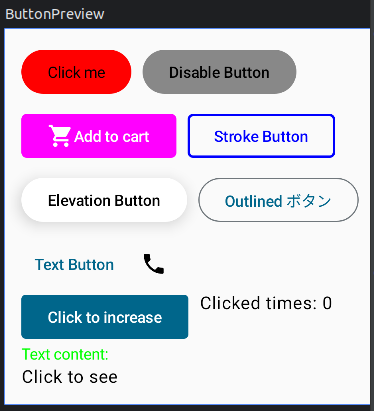 ButtonPreview
Click me
Disable Button
Add to cart
Stroke Button
Elevation Button
Outlined ボタン
Text Button
Click to increase
Clicked times: 0
Text content:
Click to see